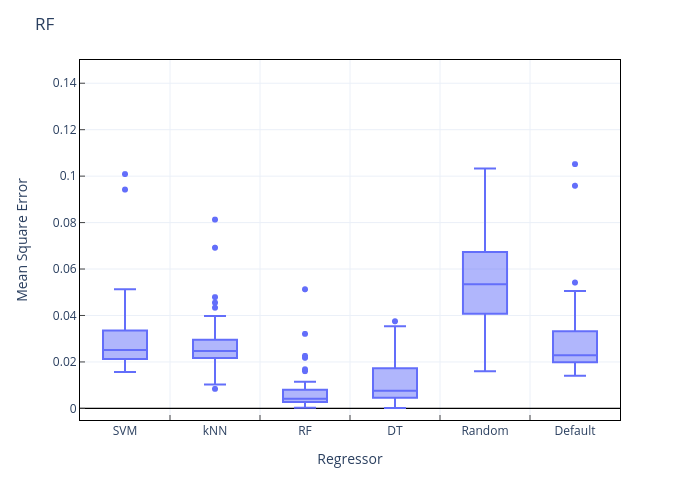 RF
0.14
0.12
0.1
0.08
0.06
0.04
0.02
0
Mean Square Error
SVM kNN RF DT Random Default
Regressor